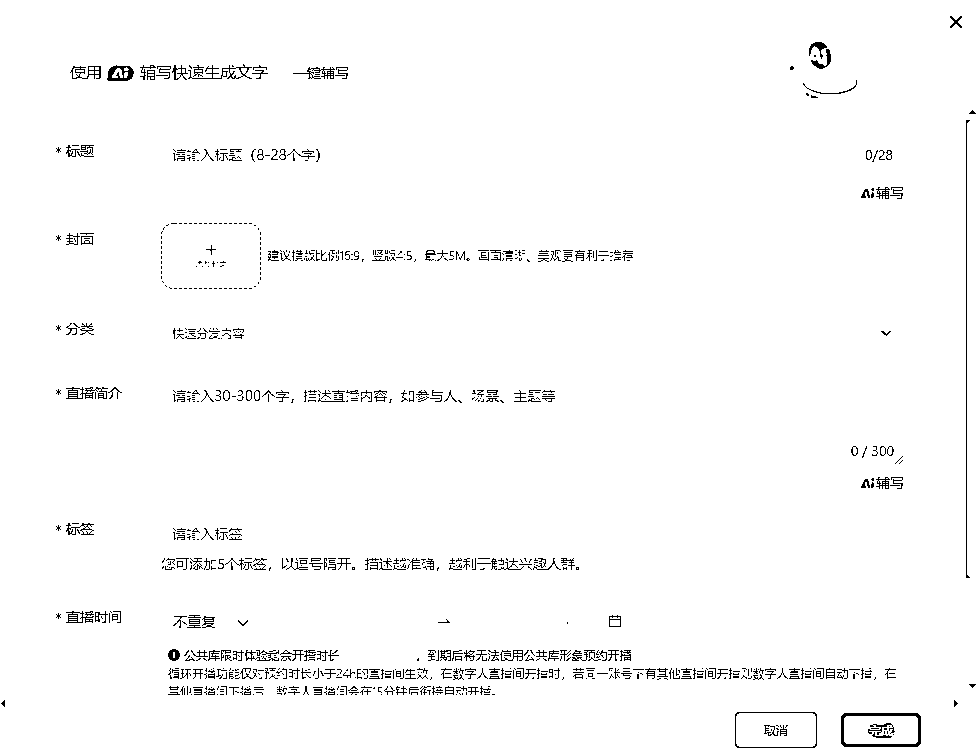 使用 Ai 辅写快速生成文字 一键辅写
* 标题 请输入标题（8-28个字） 0/28
Ai辅写
* 封面
建议横版比例16:9，竖版4:5，最大5M。画面清晰、美观更有利于推荐
* 分类 快速分发内容
* 直播简介 请输入30-300个字，描述直播内容，如参与人、场景、主题等
0 / 300
Ai辅写
* 标签 请输入标签
您可添加5个标签，以逗号隔开。描述越准确，越利于触达兴趣人群。
* 直播时间 不重复 →
公共库限时体验提会开播时长 ，到期后将无法使用公共库形象预约开播
循环开播功能仅对预约时长小于24h的直播间生效，在数字人直播间开播时，若同一账号下有其他直播间开播则数字人直播间自动下播，在
其他直播间下播后，数字人直播间会在15分钟后衔接自动开播。
取消 完成